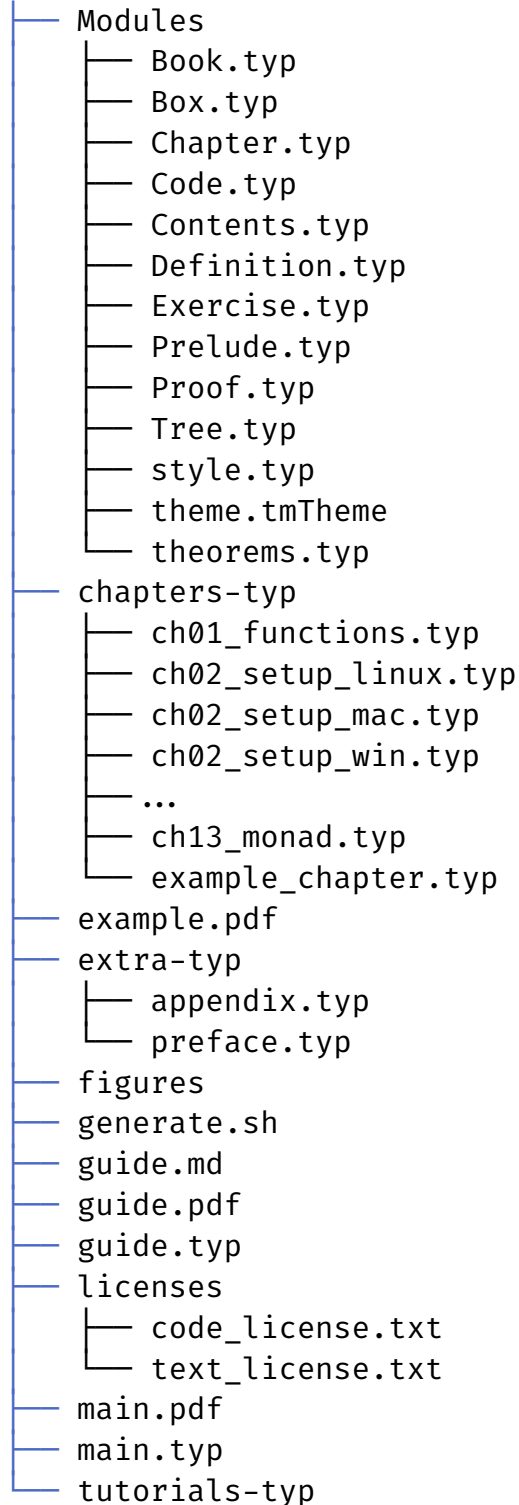 ├── Modules
│   ├── Book.typ
│   ├── Box.typ
│   ├── Chapter.typ
│   ├── Code.typ
│   ├── Contents.typ
│   ├── Definition.typ
│   ├── Exercise.typ
│   ├── Prelude.typ
│   ├── Proof.typ
│   ├── Tree.typ
│   ├── style.typ
│   ├── theme.tmTheme
│   └── theorems.typ
├── chapters-typ
│   ├── ch01_functions.typ
│   ├── ch02_setup_linux.typ
│   ├── ch02_setup_mac.typ
│   ├── ch02_setup_win.typ
│   ├── ...
│   ├── ch13_monad.typ
│   └── example_chapter.typ
├── example.pdf
├── extra-typ
│   ├── appendix.typ
│   └── preface.typ
├── figures
├── generate.sh
├── guide.md
├── guide.pdf
├── guide.typ
├── licenses
│   ├── code_license.txt
│   └── text_license.txt
├── main.pdf
├── main.typ
└── tutorials-typ